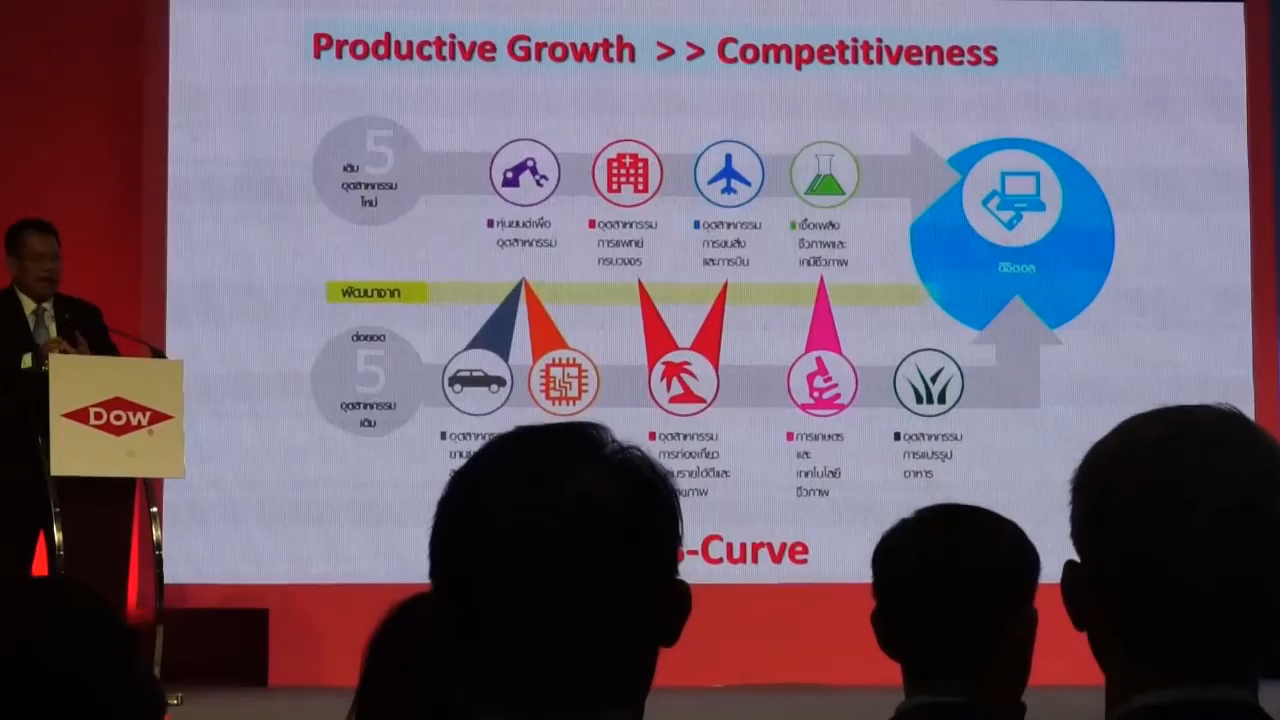 Productive Growth >> Competitiveness
เติม 5
อุตสาหกรรม
ใหม่
หุ่นยนต์เพื่อ
อุตสาหกรรม
อุตสาหกรรม
การแพทย์
ครบวงจร
อุตสาหกรรม
การขนส่ง
และการบิน
เชื้อเพลิง
ชีวภาพและ
เคมีชีวภาพ
ดิจิตอล
พัฒนาจาก
ต่อยอด
5
อุตสาหกรรม
เดิม
อุตสาหกรรม
การท่องเที่ยว
รายได้ดีและ
การเกษตร
และ
เทคโนโลยี
ชีวภาพ
อุตสาหกรรม
การแปรรูป
อาหาร
-Curve
DOW